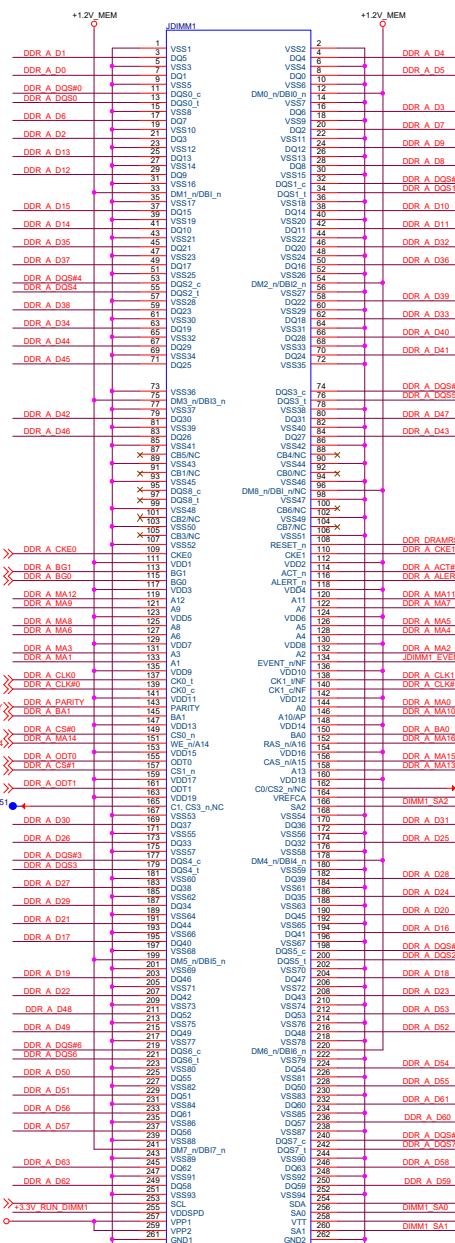 +1.2V_MEM +1.2V_MEM
JDIMM1
1 VSS1 VSS2 2
DDR_A_D1 3 DQ5 DQ4 4 DDR_A_D4
5 VSS3 VSS4 6
DDR_A_D0 7 DQ1 DQ0 8 DDR_A_D5
9 VSS5 VSS6 10
DDR_A_DQS#0 11 DQS0_c DM0_n/DBI0_n 12
DDR_A_DQS0 13 DQS0_t VSS7 14
15 VSS8 DQ6 16 DDR_A_D3
DDR_A_D6 17 DQ7 VSS9 18
19 VSS10 DQ2 20 DDR_A_D7
DDR_A_D2 21 DQ3 VSS11 22
23 VSS12 DQ12 24 DDR_A_D9
DDR_A_D13 25 DQ13 VSS13 26
27 VSS14 DQ8 28 DDR_A_D8
DDR_A_D12 29 DQ9 VSS15 30
31 VSS16 DQS1_c 32 DDR_A_DQS#
33 DM1_n/DBI_n DQS1_t 34 DDR_A_DQS1
35 VSS17 VSS18 36
DDR_A_D15 37 DQ15 DQ14 38 DDR_A_D10
39 VSS19 VSS20 40
DDR_A_D14 41 DQ10 DQ11 42 DDR_A_D11
43 VSS21 VSS22 44
DDR_A_D35 45 DQ21 DQ20 46 DDR_A_D32
47 VSS23 VSS24 48
DDR_A_D37 49 DQ17 DQ16 50 DDR_A_D36
51 VSS25 VSS26 52
DDR_A_DQS#4 53 DQS2_c DM2_n/DBI2_n 54
DDR_A_DQS4 55 DQS2_t VSS27 56
57 VSS28 DQ22 58 DDR_A_D39
DDR_A_D38 59 DQ23 VSS29 60
61 VSS30 DQ18 62 DDR_A_D33
DDR_A_D34 63 DQ19 VSS31 64
65 VSS32 DQ28 66 DDR_A_D40
DDR_A_D44 67 DQ29 VSS33 68
69 VSS34 DQ24 70 DDR_A_D41
DDR_A_D45 71 DQ25 VSS35 72
73 VSS36 DQS3_c 74 DDR_A_DQS#
75 DM3_n/DBI3_n DQS3_t 76 DDR_A_DQS5
77 VSS37 VSS38 78
DDR_A_D42 79 DQ30 DQ31 80 DDR_A_D47
81 VSS39 VSS40 82
DDR_A_D46 83 DQ26 DQ27 84 DDR_A_D43
85 VSS41 VSS42 86
87 CB5/NC CB4/NC 88
89 VSS43 VSS44 90
91 CB1/NC CB0/NC 92
93 VSS45 VSS46 94
95 DQS8_c DM8_n/DBI_n/NC 96
97 DQS8_t VSS47 98
99 VSS48 CB6/NC 100
101 CB2/NC VSS49 102
103 VSS50 CB7/NC 104
105 CB3/NC VSS51 106
107 VSS52 RESET_n 108 DDR_DRAMR
DDR_A_CKE0 109 CKE0 CKE1 110 DDR_A_CKE1
111 VDD1 VDD2 112
DDR_A_BG1 113 BG1 ACT_n 114 DDR_A_ACT#
DDR_A_BG0 115 BG0 ALERT_n 116 DDR_A_ALER
117 VDD3 VDD4 118
DDR_A_MA12 119 A12 A11 120 DDR_A_MA11
DDR_A_MA9 121 A9 A7 122 DDR_A_MA7
123 VDD5 VDD6 124
DDR_A_MA8 125 A8 A5 126 DDR_A_MA5
DDR_A_MA6 127 A6 A4 128 DDR_A_MA4
129 VDD7 VDD8 130
DDR_A_MA3 131 A3 A2 132 DDR_A_MA2
DDR_A_MA1 133 A1 EVENT_n/NF 134 JDIMM1_EVE
135 VDD9 VDD10 136
DDR_A_CLK0 137 CK0_t CK1_t/NF 138 DDR_A_CLK1
DDR_A_CLK#0 139 CK0_c CK1_c/NF 140 DDR_A_CLK#
141 VDD11 VDD12 142
DDR_A_PARITY 143 PARITY A0 144 DDR_A_MA0
DDR_A_BA1 145 BA1 A10/AP 146 DDR_A_MA10
147 VDD13 VDD14 148
DDR_A_CS#0 149 CS0_n BA0 150 DDR_A_BA0
DDR_A_MA14 151 WE_n/A14 RAS_n/A16 152 DDR_A_MA16
153 VDD15 VDD16 154
DDR_A_ODT0 155 ODT0 CAS_n/A15 156 DDR_A_MA15
DDR_A_CS#1 157 CS1_n A13 158 DDR_A_MA13
159 VDD17 VDD18 160
DDR_A_ODT1 161 ODT1 C0/CS2_n/NC 162
163 VDD19 VREFCA 164
51 165 C1, CS3_n,NC SA2 166 DIMM1_SA2
167 VSS53 VSS54 168
DDR_A_D30 169 DQ37 DQ36 170 DDR_A_D31
171 VSS55 VSS56 172
DDR_A_D26 173 DQ33 DQ32 174 DDR_A_D25
175 VSS57 VSS58 176
DDR_A_DQS#3 177 DQS4_c DM4_n/DBI4_n 178
DDR_A_DQS3 179 DQS4_t VSS59 180
181 VSS60 DQ39 182 DDR_A_D28
DDR_A_D27 183 DQ38 VSS61 184
185 VSS62 DQ35 186 DDR_A_D24
DDR_A_D29 187 DQ34 VSS63 188
189 VSS64 DQ45 190 DDR_A_D20
DDR_A_D21 191 DQ44 VSS65 192
193 VSS66 DQ41 194 DDR_A_D16
DDR_A_D17 195 DQ40 VSS67 196
197 VSS68 DQS5_c 198 DDR_A_DQS#
199 DM5_n/DBI5_n DQS5_t 200 DDR_A_DQS2
201 VSS69 VSS70 202
DDR_A_D19 203 DQ46 DQ47 204 DDR_A_D18
205 VSS71 VSS72 206
DDR_A_D22 207 DQ42 DQ43 208 DDR_A_D23
209 VSS73 VSS74 210
DDR_A_D48 211 DQ52 DQ53 212 DDR_A_D53
213 VSS75 VSS76 214
DDR_A_D49 215 DQ49 DQ48 216 DDR_A_D52
217 VSS77 VSS78 218
DDR_A_DQS#6 219 DQS6_c DM6_n/DBI6_n 220
DDR_A_DQS6 221 DQS6_t VSS79 222
223 VSS80 DQ54 224 DDR_A_D54
DDR_A_D50 225 DQ55 VSS81 226
227 VSS82 DQ50 228 DDR_A_D55
DDR_A_D51 229 DQ51 VSS83 230
231 VSS84 DQ60 232 DDR_A_D61
DDR_A_D56 233 DQ61 VSS85 234
235 VSS86 DQ57 236 DDR_A_D60
DDR_A_D57 237 DQ56 VSS87 238
239 VSS88 DQS7_c 240 DDR_A_DQS#
241 DM7_n/DBI7_n DQS7_t 242 DDR_A_DQS7
243 VSS89 VSS90 244
DDR_A_D63 245 DQ62 DQ63 246 DDR_A_D58
247 VSS91 VSS92 248
DDR_A_D62 249 DQ58 DQ59 250 DDR_A_D59
251 VSS93 VSS94 252
253 SCL SDA 254
+3.3V_RUN_DIMM1 255 VDDSPD SA0 256 DIMM1_SA0
257 VPP1 VTT 258
259 VPP2 SA1 260 DIMM1_SA1
261 GND1 GND2 262